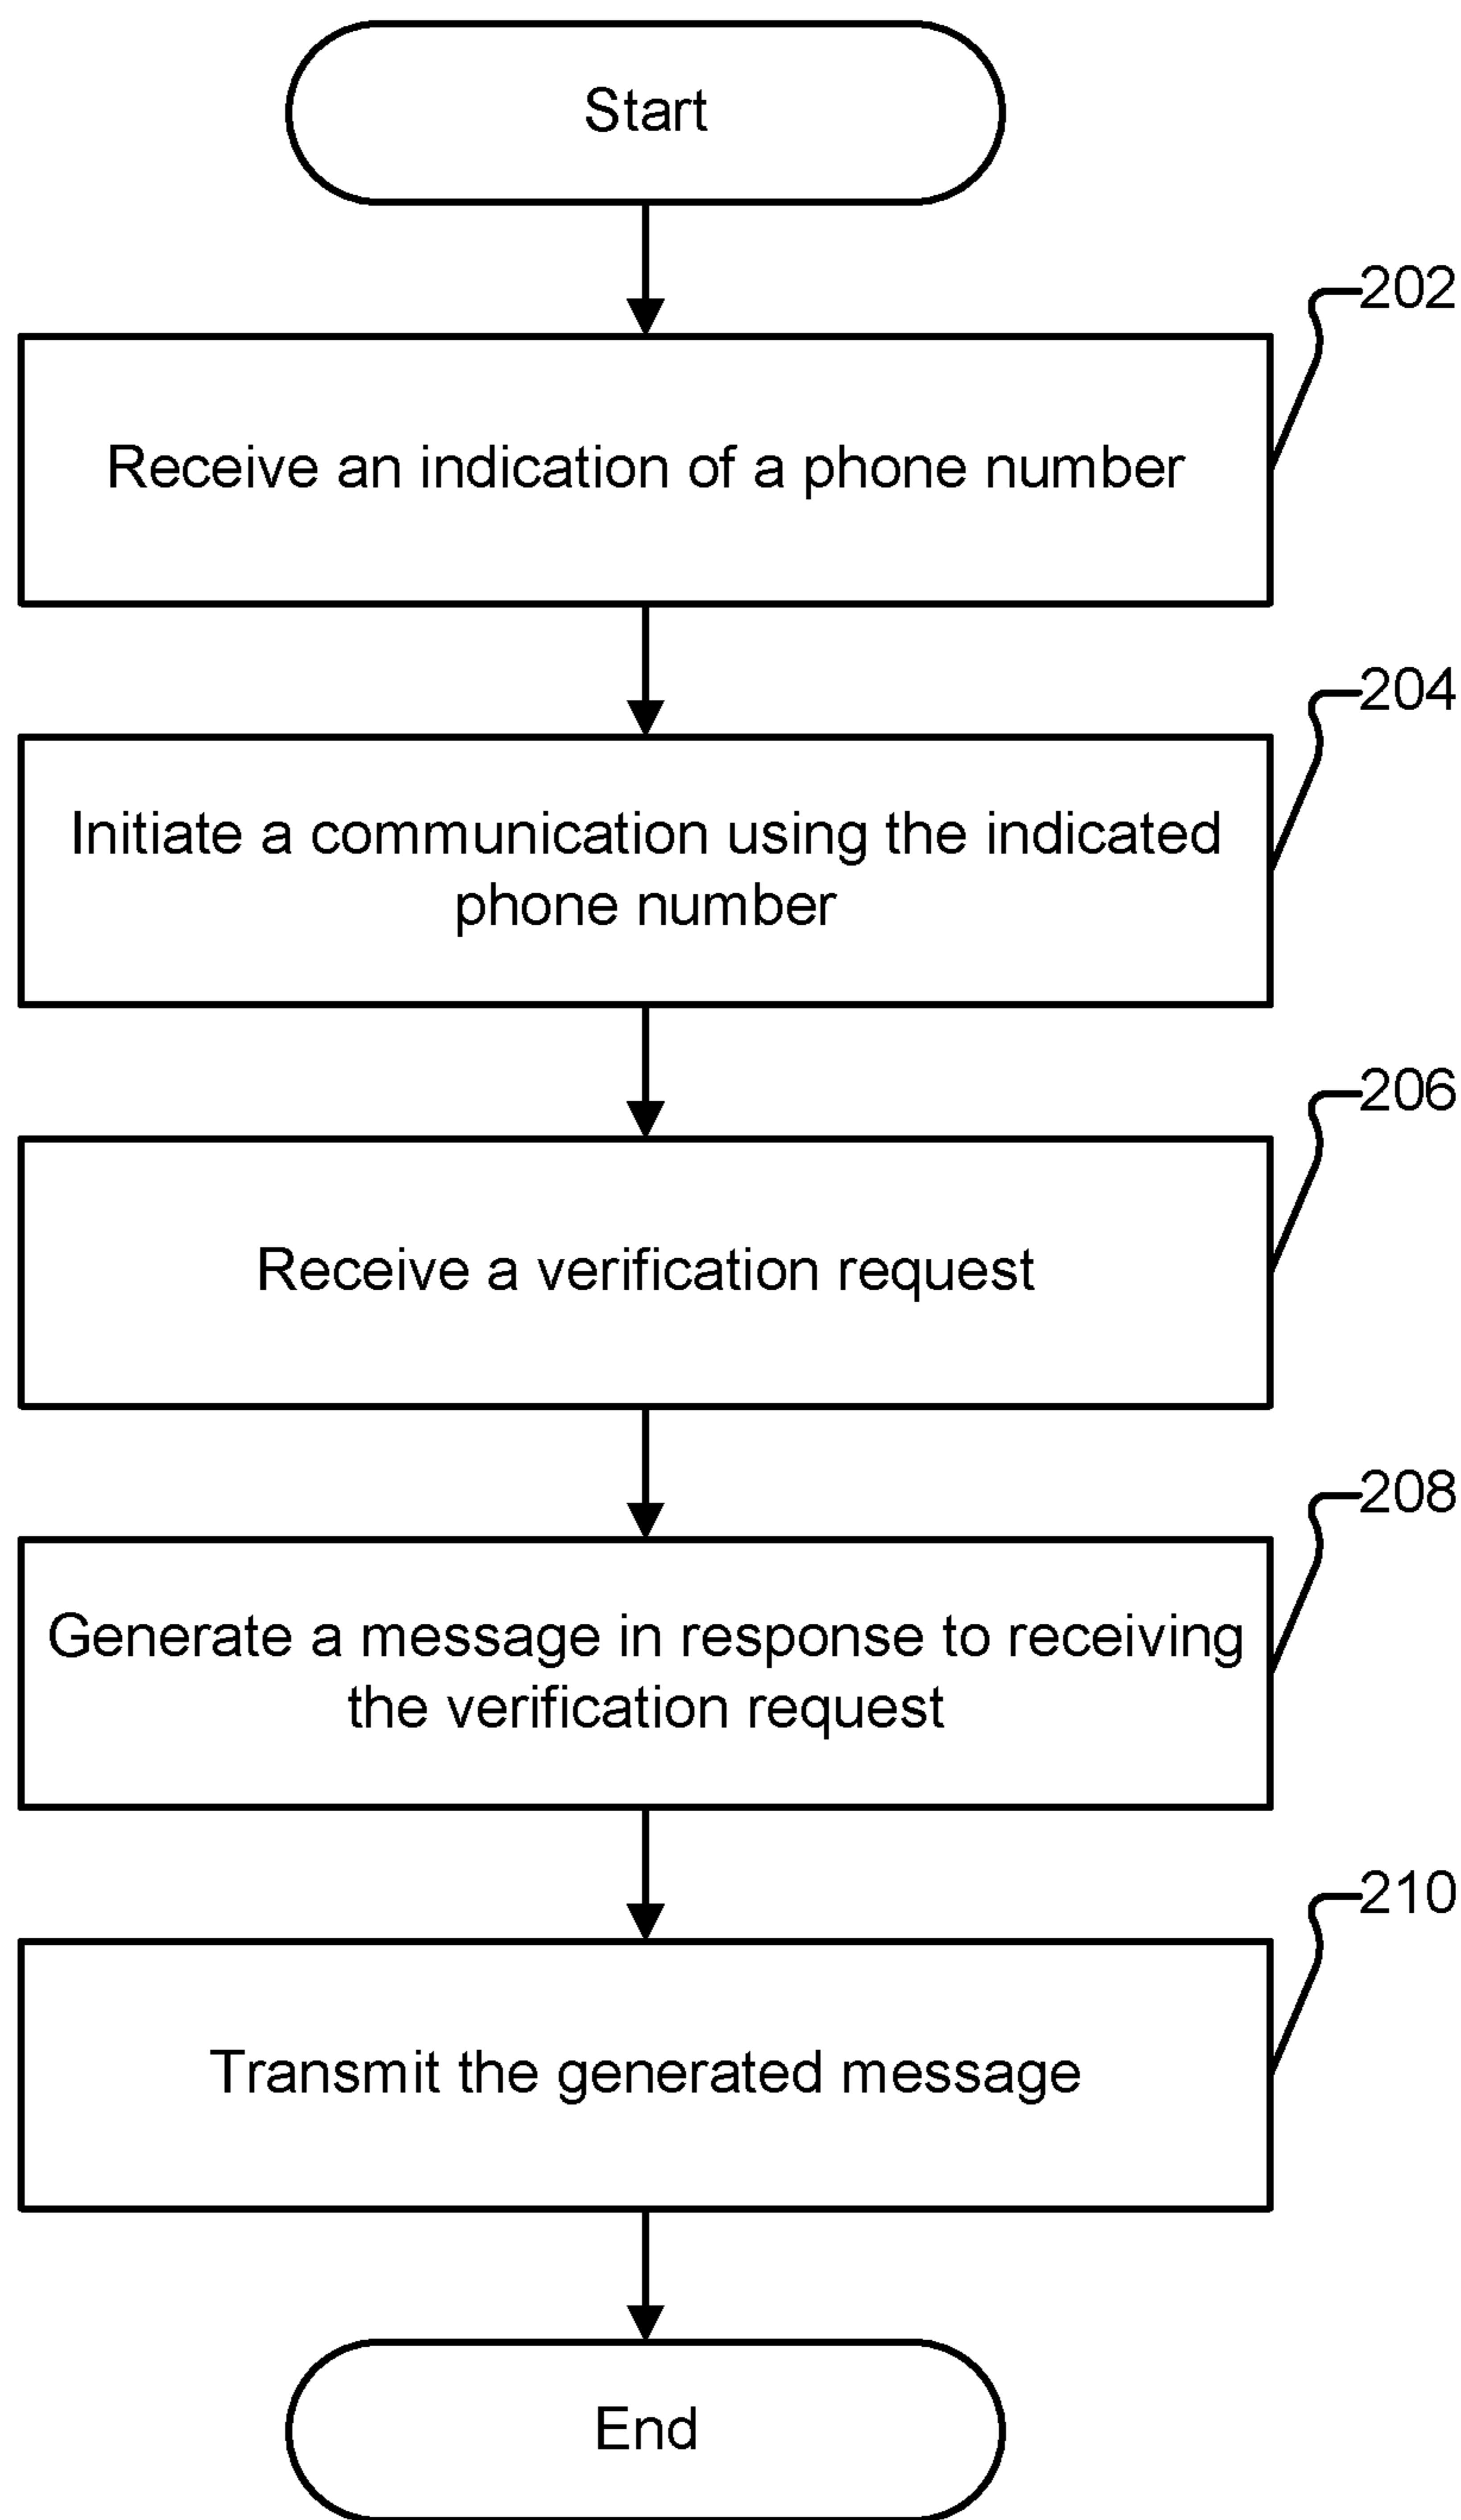 Start
202
Receive an indication of a phone number
204
Initiate a communication using the indicated
phone number
206
Receive a verification request
208
Generate a message in response to receiving
the verification request
210
Transmit the generated message
End